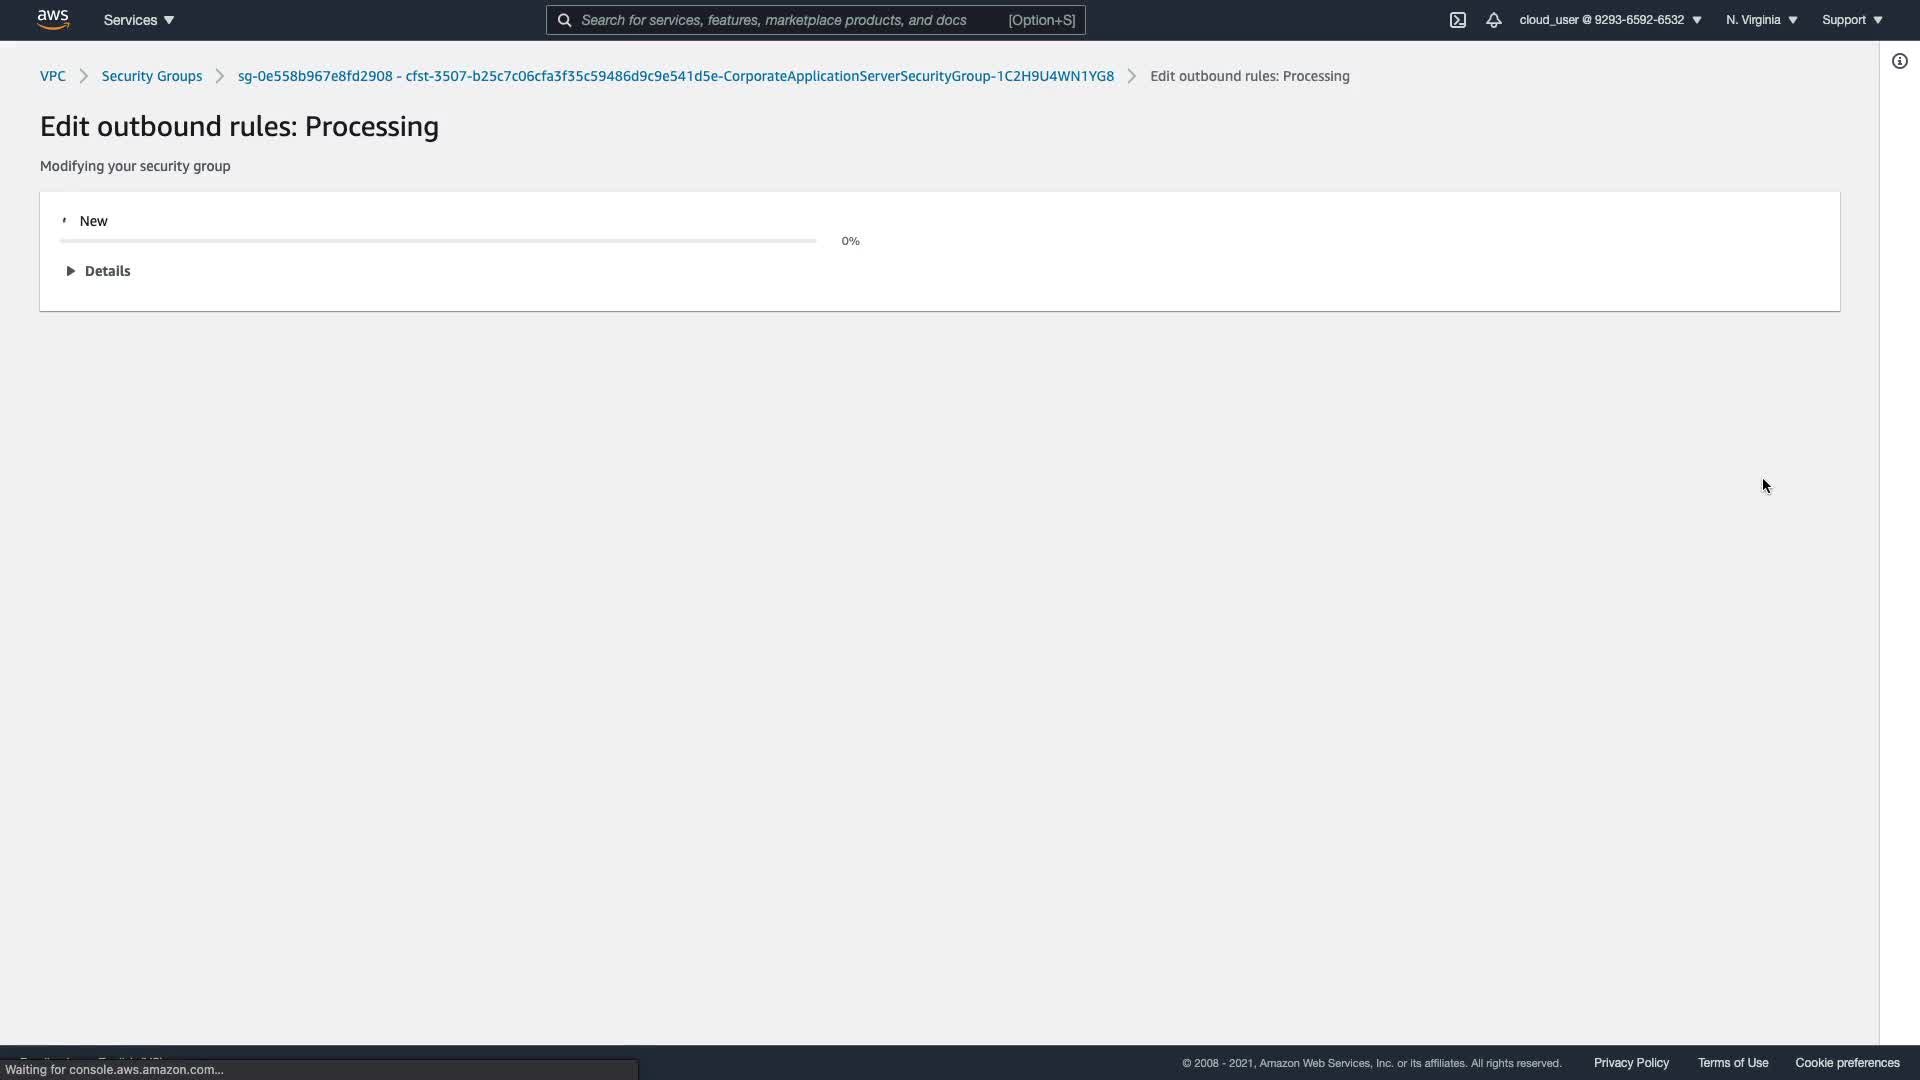 aws
Services
Search for services, features, marketplace products, and docs [Option+S]
cloud_user @ 9293-6592-6532
N. Virginia
Support
VPC
Security Groups
sg-0e558b967e8fd2908 - cfst-3507-b25c7c06cfa3f35c59486d9c9e541d5e-CorporateApplicationServerSecurityGroup-1C2H9U4WN1YG8
Edit outbound rules: Processing
Edit outbound rules: Processing
Modifying your security group
New
0%
Details
Waiting for console.aws.amazon.com...
© 2008 - 2021, Amazon Web Services, Inc. or its affiliates. All rights reserved.
Privacy Policy
Terms of Use
Cookie preferences